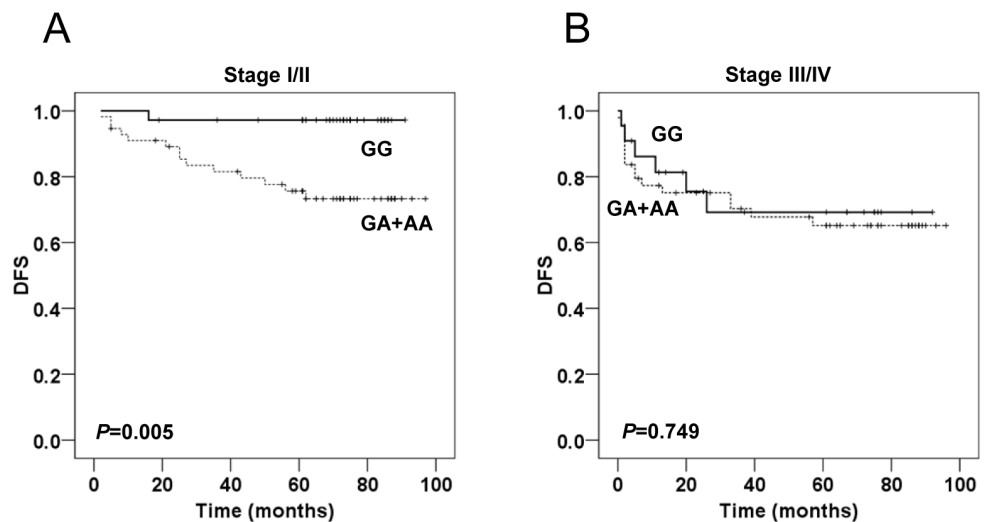 A
Stage I/II
1.0
0.8
0.6
0.4
0.2
0.0
DFS
GG
GA+AA
P=0.005
0 20 40 60 80 100
Time (months)
B
Stage III/IV
1.0
0.8
0.6
0.4
0.2
0.0
DFS
GG
GA+AA
P=0.749
0 20 40 60 80 100
Time (months)